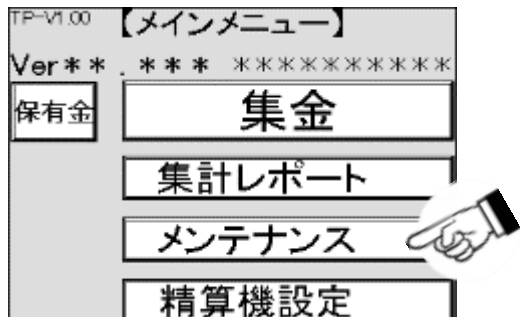 TP-V1.00 【メインメニュー】
Ver**.*** **********
保有金 集金
集計レポート
メンテナンス
精算機設定